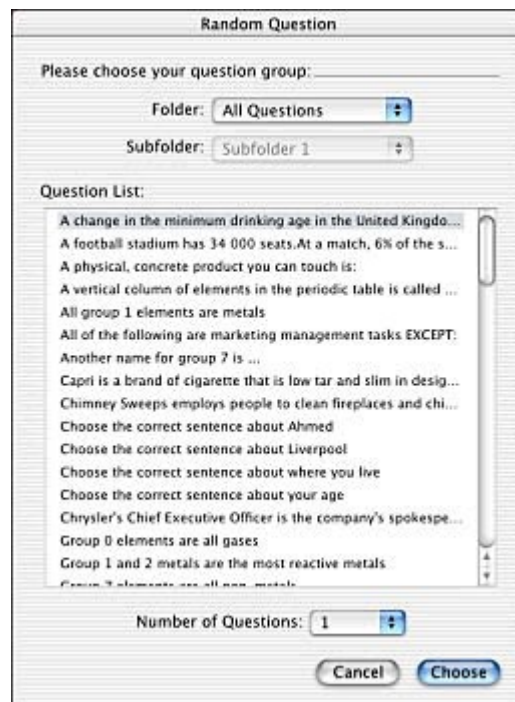 Random Question
Please choose your question group:
Folder: All Questions
Subfolder: Subfolder 1
Question List:
A change in the minimum drinking age in the United Kingdo...
A football stadium has 34 000 seats.At a match, 6% of the s...
A physical, concrete product you can touch is:
A vertical column of elements in the periodic table is called ...
All group 1 elements are metals
All of the following are marketing management tasks EXCEPT:
Another name for group 7 is ...
Capri is a brand of cigarette that is low tar and slim in desig...
Chimney Sweeps employs people to clean fireplaces and chi...
Choose the correct sentence about Ahmed
Choose the correct sentence about Liverpool
Choose the correct sentence about where you live
Choose the correct sentence about your age
Chrysler's Chief Executive Officer is the company's spokespe...
Group 0 elements are all gases
Group 1 and 2 metals are the most reactive metals
Group 7 elements are all non-metals
Number of Questions: 1
Cancel Choose